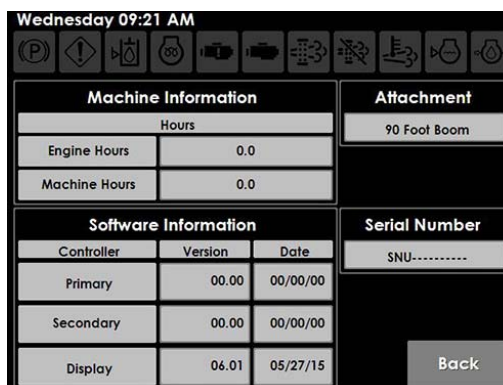 Wednesday 09:21 AM
(P)
Machine Information
Hours
Engine Hours 0.0
Machine Hours 0.0
Attachment
90 Foot Boom
Software Information
Controller Version Date
Primary 00.00 00/00/00
Secondary 00.00 00/00/00
Display 06.01 05/27/15
Serial Number
SNU----------
Back